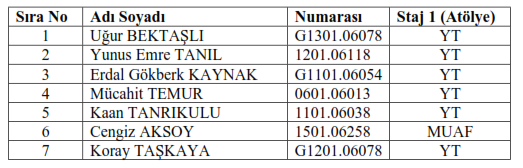 Sıra No Adı Soyadı Numarası Staj 1 (Atölye)
1 Uğur BEKTAŞLI G1301.06078 YT
2 Yunus Emre TANIL 1201.06118 YT
3 Erdal Gökberk KAYNAK G1101.06054 YT
4 Mücahit TEMUR 0601.06013 YT
5 Kaan TANRIKULU 1101.06038 YT
6 Cengiz AKSOY 1501.06258 MUAF
7 Koray TAŞKAYA G1201.06078 YT